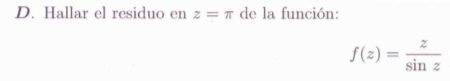 D. Hallar el residuo en z = π de la función:
f(z) = z / sin z